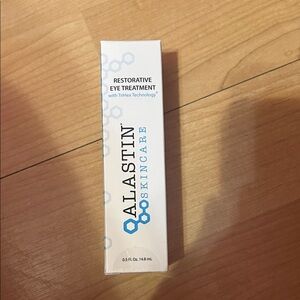 RESTORATIVE
EYE TREATMENT
with TriHex Technology®
ALASTIN®
SKINCARE
0.5 fl. Oz. 14.8 mL